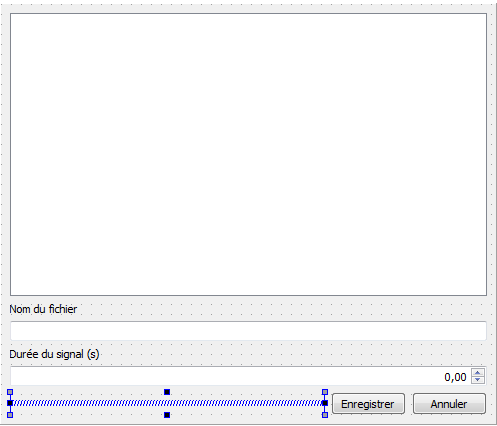 Nom du fichier
Durée du signal (s)
0,00
Enregistrer Annuler